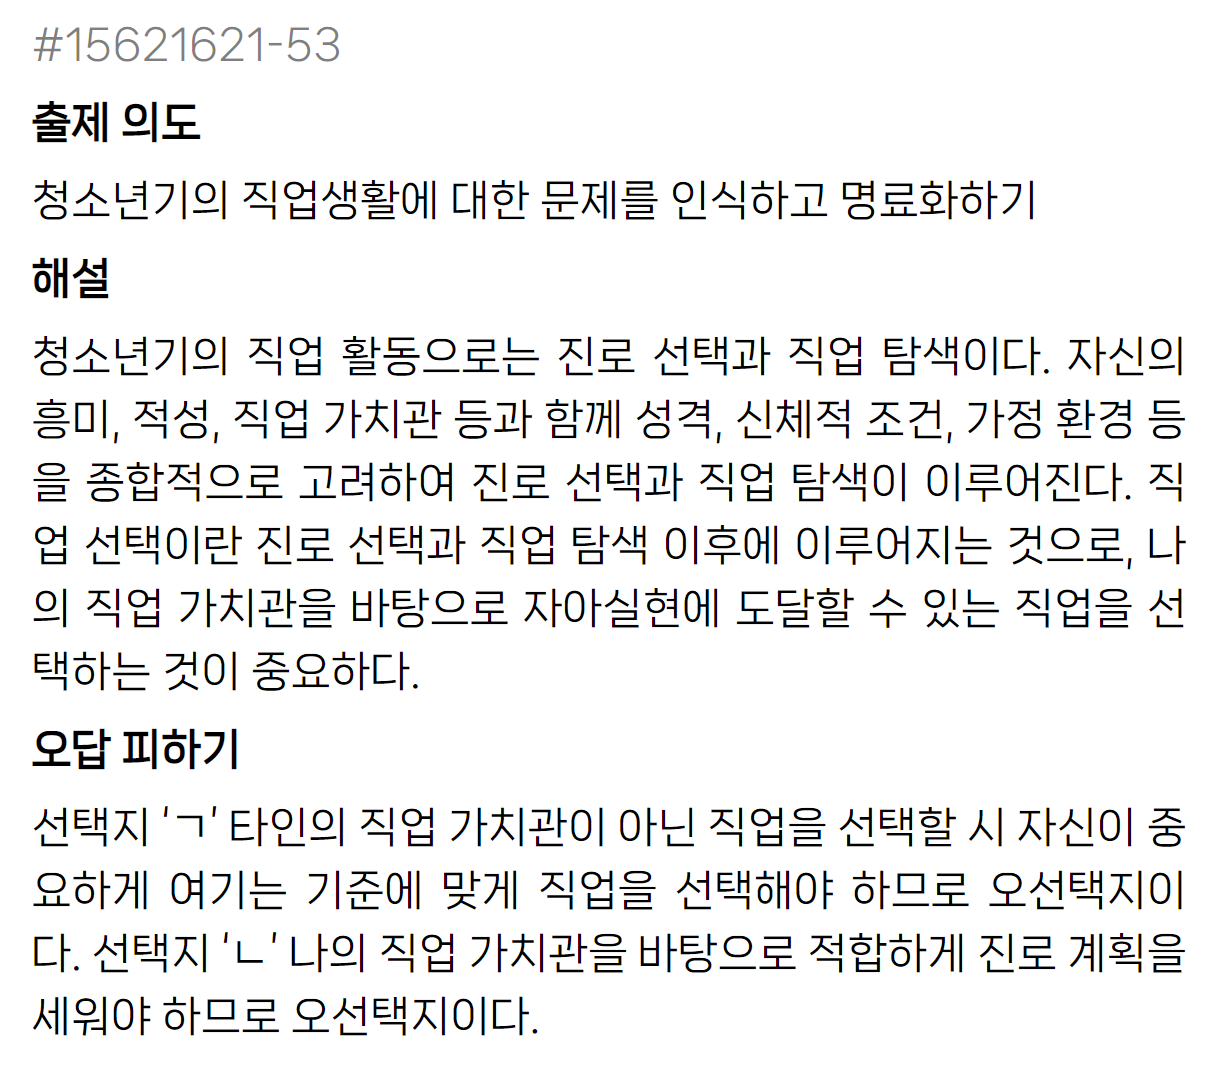 #15621621-53
출제 의도
청소년기의 직업생활에 대한 문제를 인식하고 명료화하기
해설
청소년기의 직업 활동으로는 진로 선택과 직업 탐색이다. 자신의
흥미, 적성, 직업 가치관 등과 함께 성격, 신체적 조건, 가정 환경 등
을 종합적으로 고려하여 진로 선택과 직업 탐색이 이루어진다. 직
업 선택이란 진로 선택과 직업 탐색 이후에 이루어지는 것으로, 나
의 직업 가치관을 바탕으로 자아실현에 도달할 수 있는 직업을 선
택하는 것이 중요하다.
오답 피하기
선택지 'ㄱ' 타인의 직업 가치관이 아닌 직업을 선택할 시 자신이 중
요하게 여기는 기준에 맞게 직업을 선택해야 하므로 오선택지이
다. 선택지 'ㄴ' 나의 직업 가치관을 바탕으로 적합하게 진로 계획을
세워야 하므로 오선택지이다.